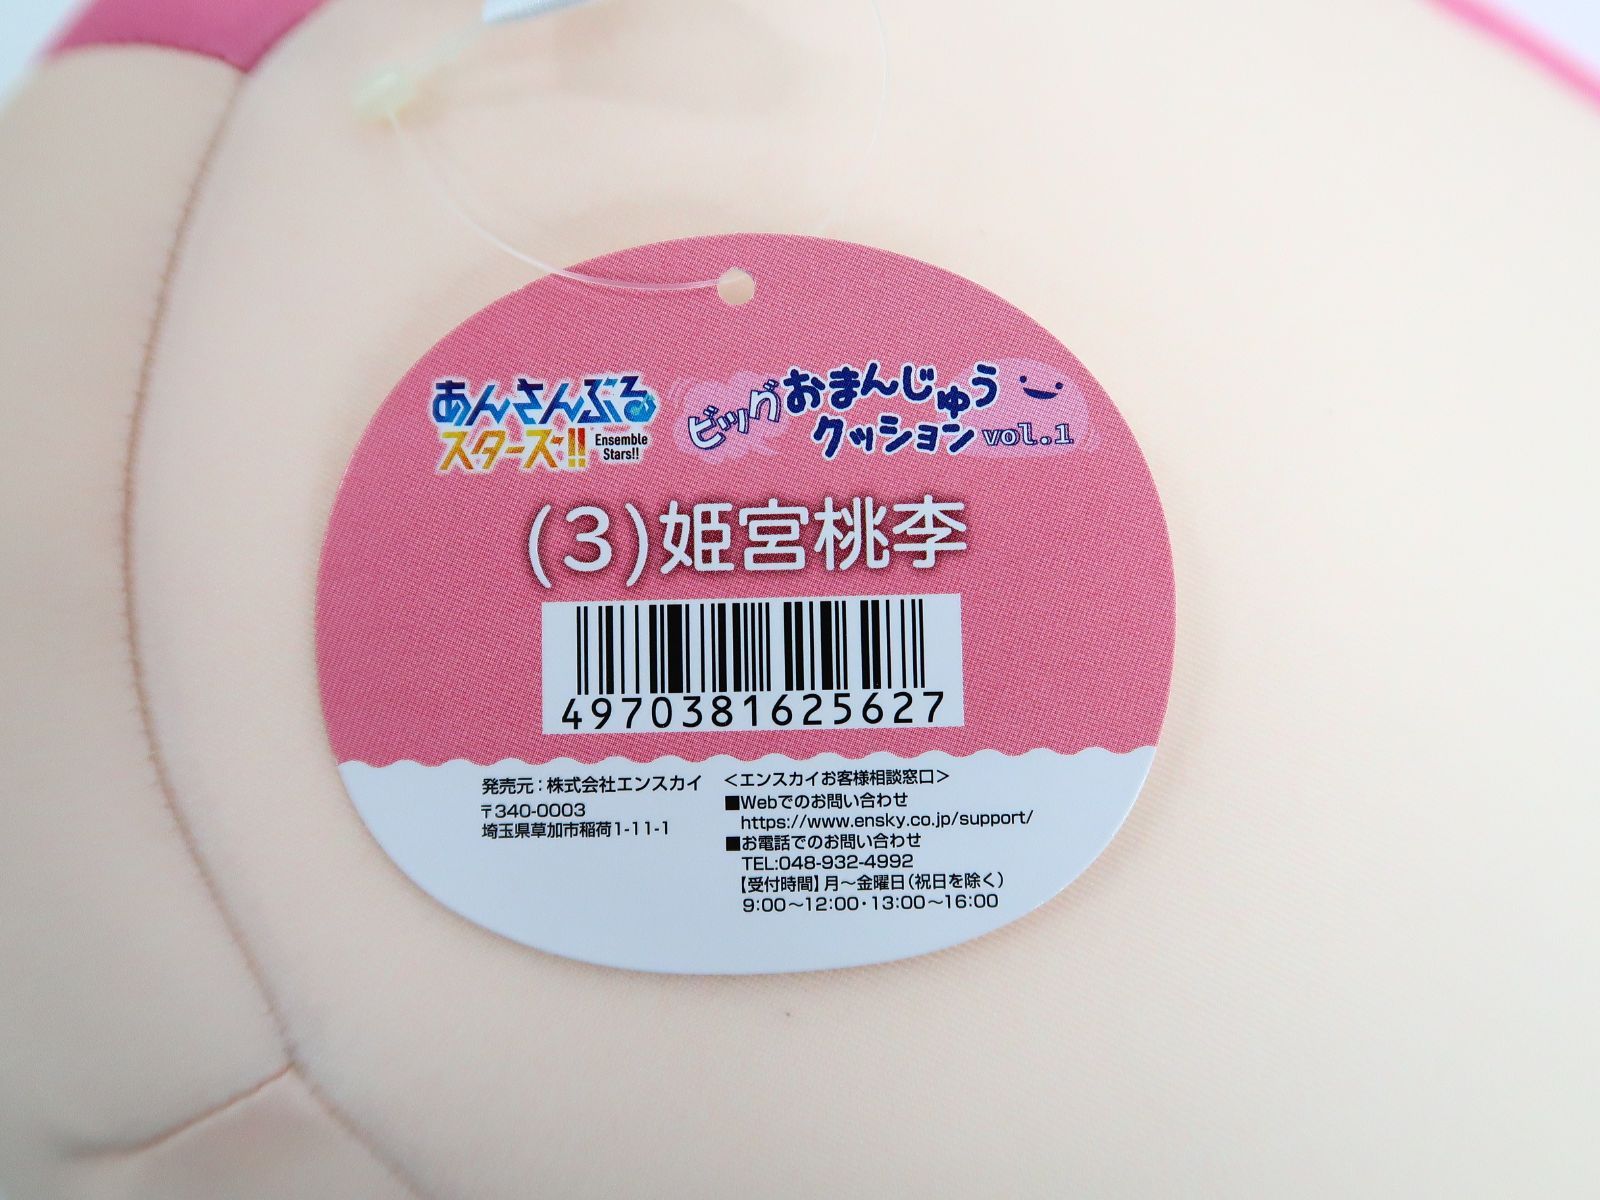 あんさんぶる
スターズ!!
Ensemble
Stars!!
ビッグおまんじゅう
クッション vol.1
(3)姫宮桃李
4970381625627
発売元：株式会社エンスカイ
〒340-0003
埼玉県草加市稲荷1-11-1
＜エンスカイお客様相談窓口＞
■Webでのお問い合わせ
https://www.ensky.co.jp/support/
■お電話でのお問い合わせ
TEL:048-932-4992
【受付時間】月〜金曜日（祝日を除く）
9:00〜12:00・13:00〜16:00